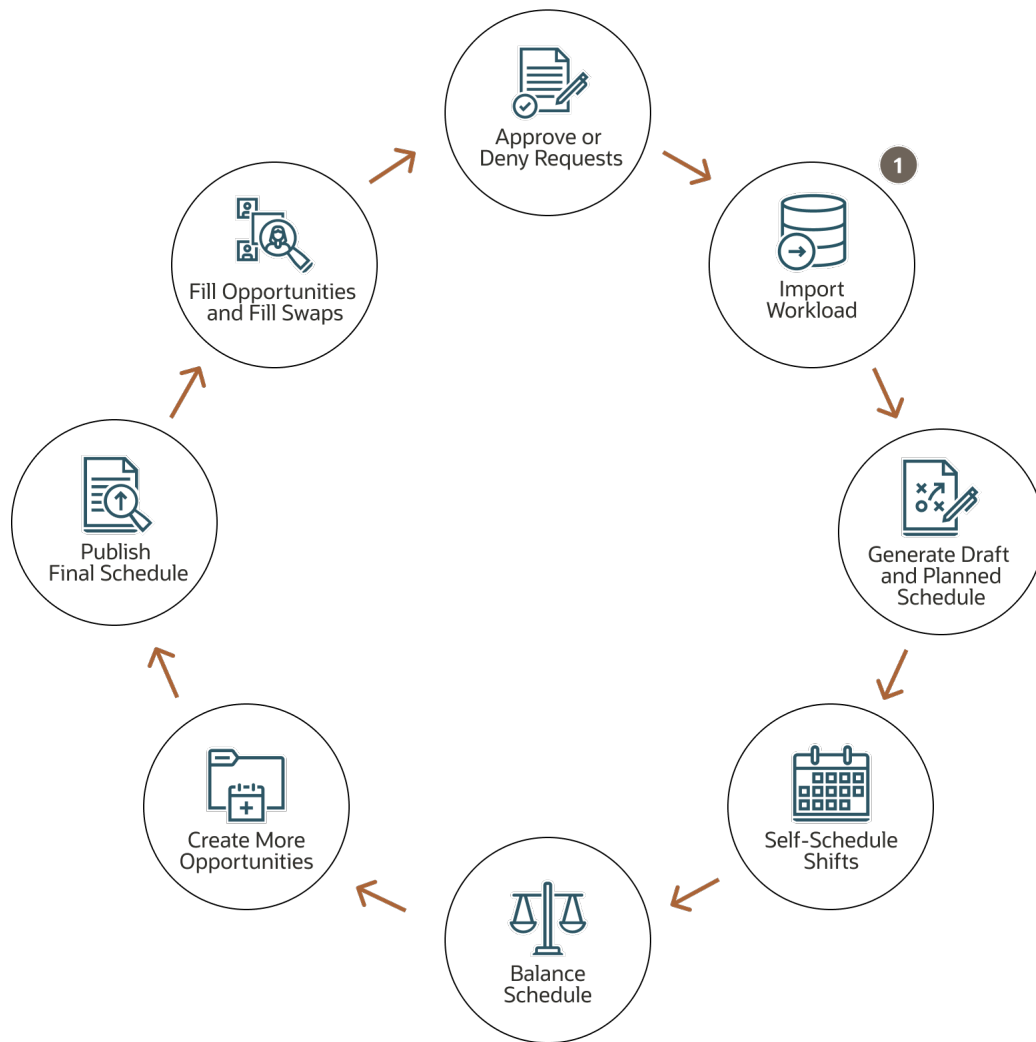 Approve or
Deny Requests
1
Import
Workload
Generate Draft
and Planned
Schedule
Self-Schedule
Shifts
Balance
Schedule
Create More
Opportunities
Publish
Final Schedule
Fill Opportunities
and Fill Swaps